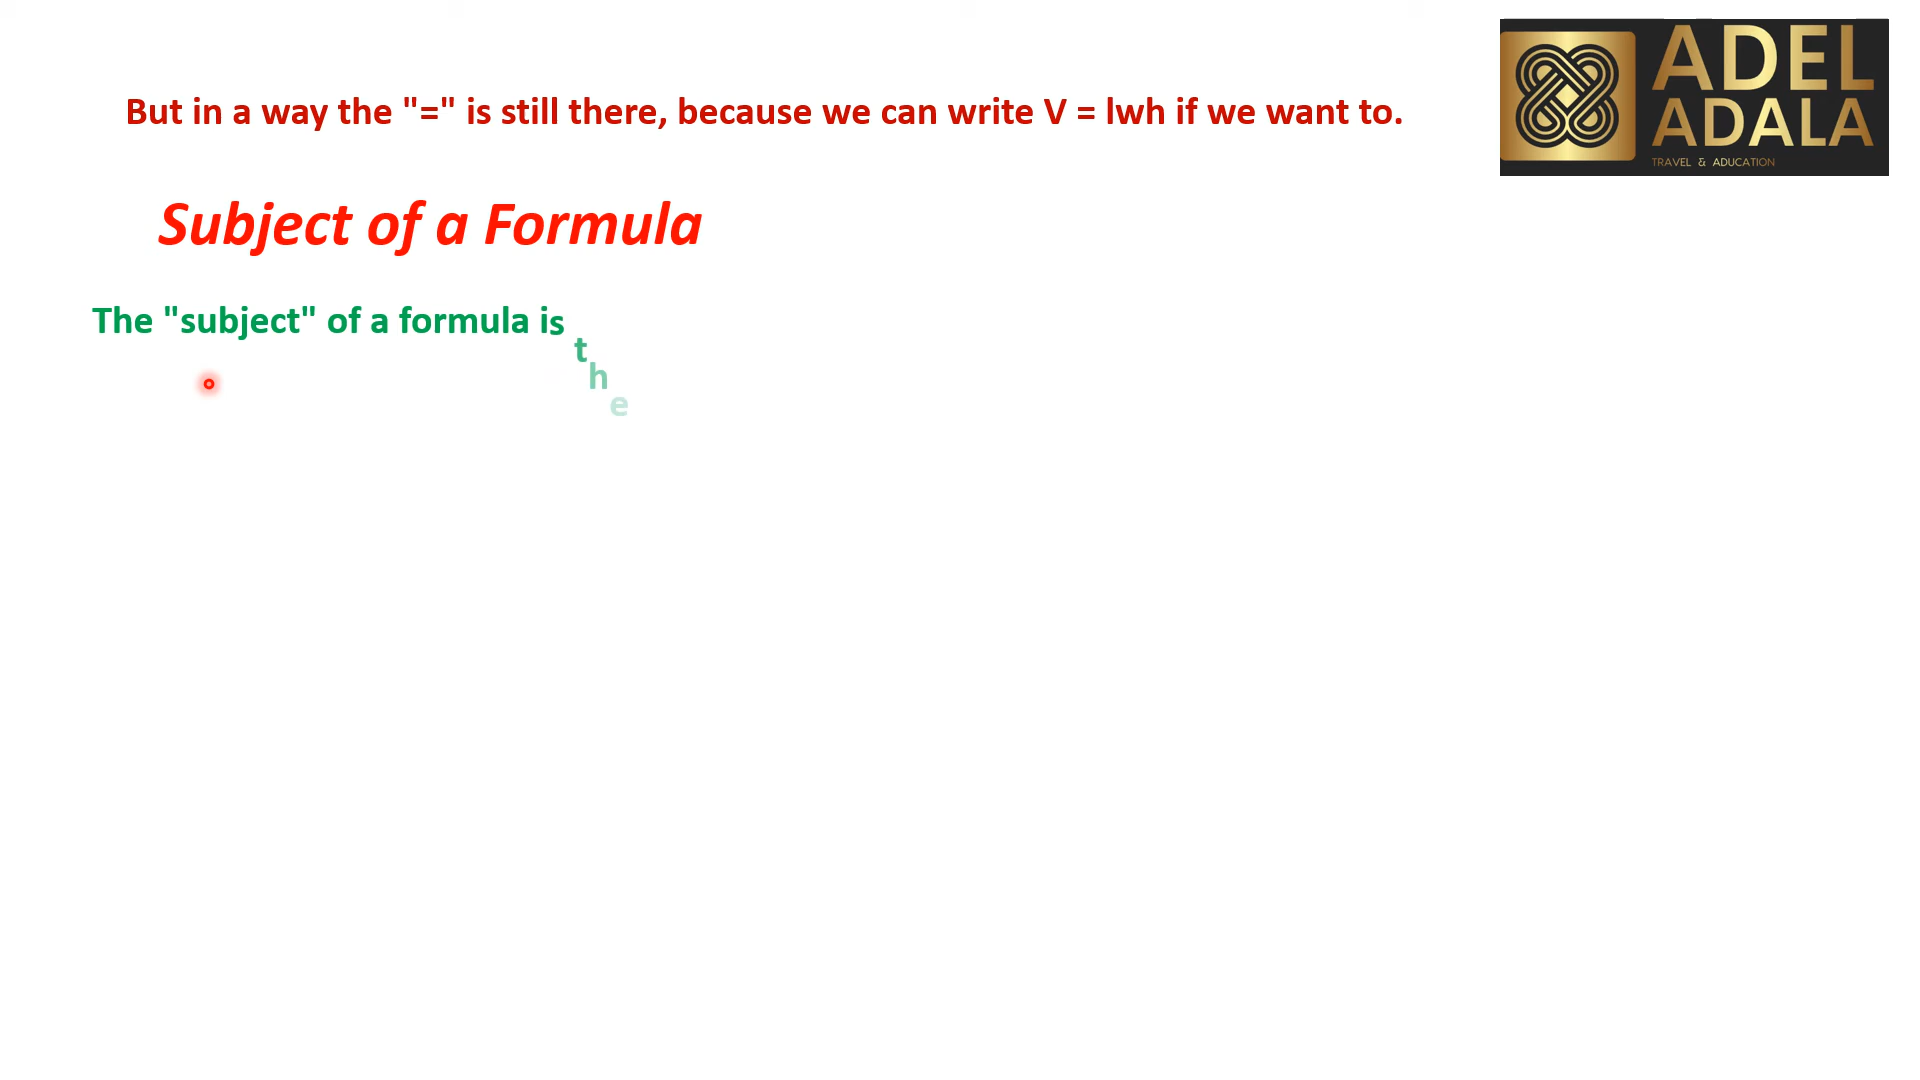 But in a way the "=" is still there, because we can write V = lwh if we want to.
ADEL
ADALA
TRAVEL & ADUCATION
Subject of a Formula
The "subject" of a formula is the